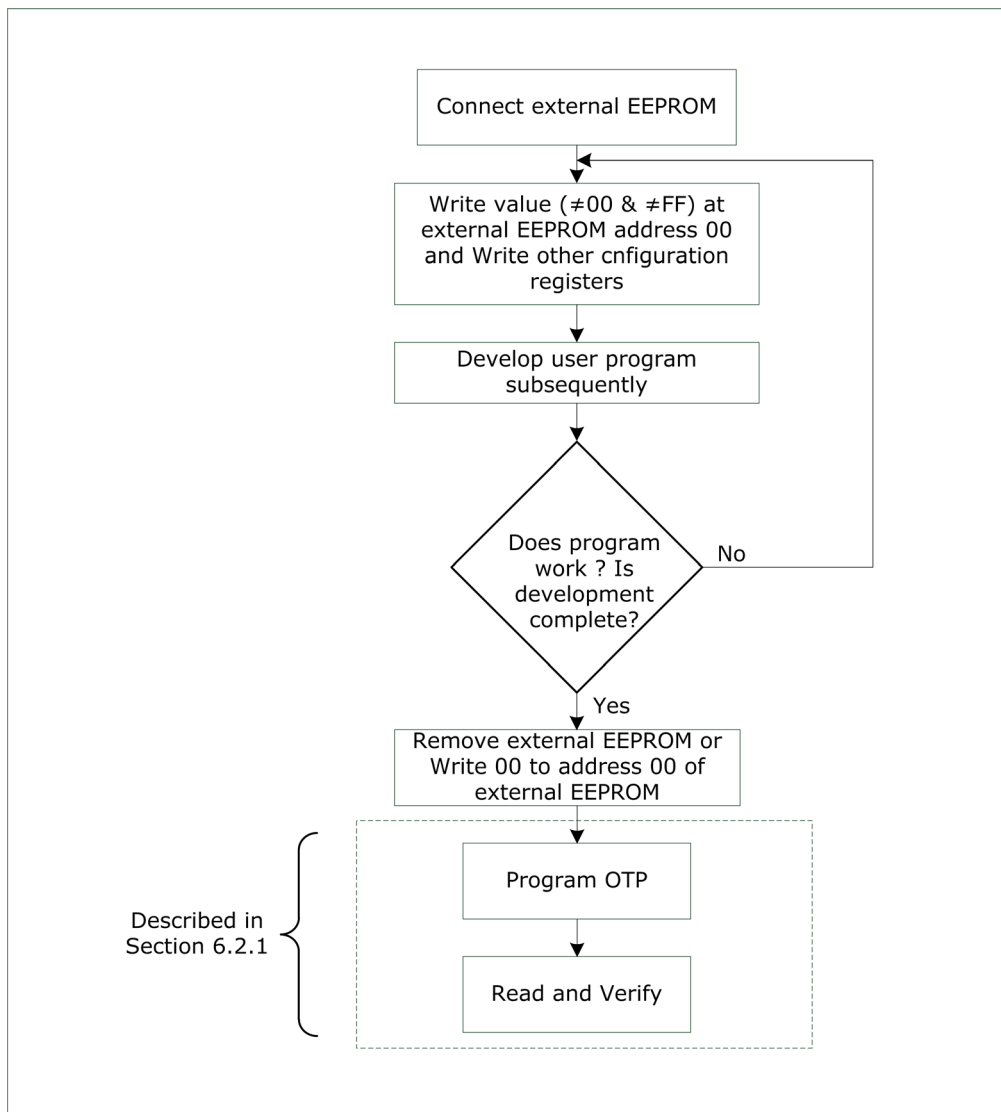 Connect external EEPROM
Write value (≠00 & ≠FF) at
external EEPROM address 00
and Write other cnfiguration
registers
Develop user program
subsequently
Does program
work ? Is
development
complete?
No
Yes
Remove external EEPROM or
Write 00 to address 00 of
external EEPROM
Program OTP
Described in
Section 6.2.1
Read and Verify